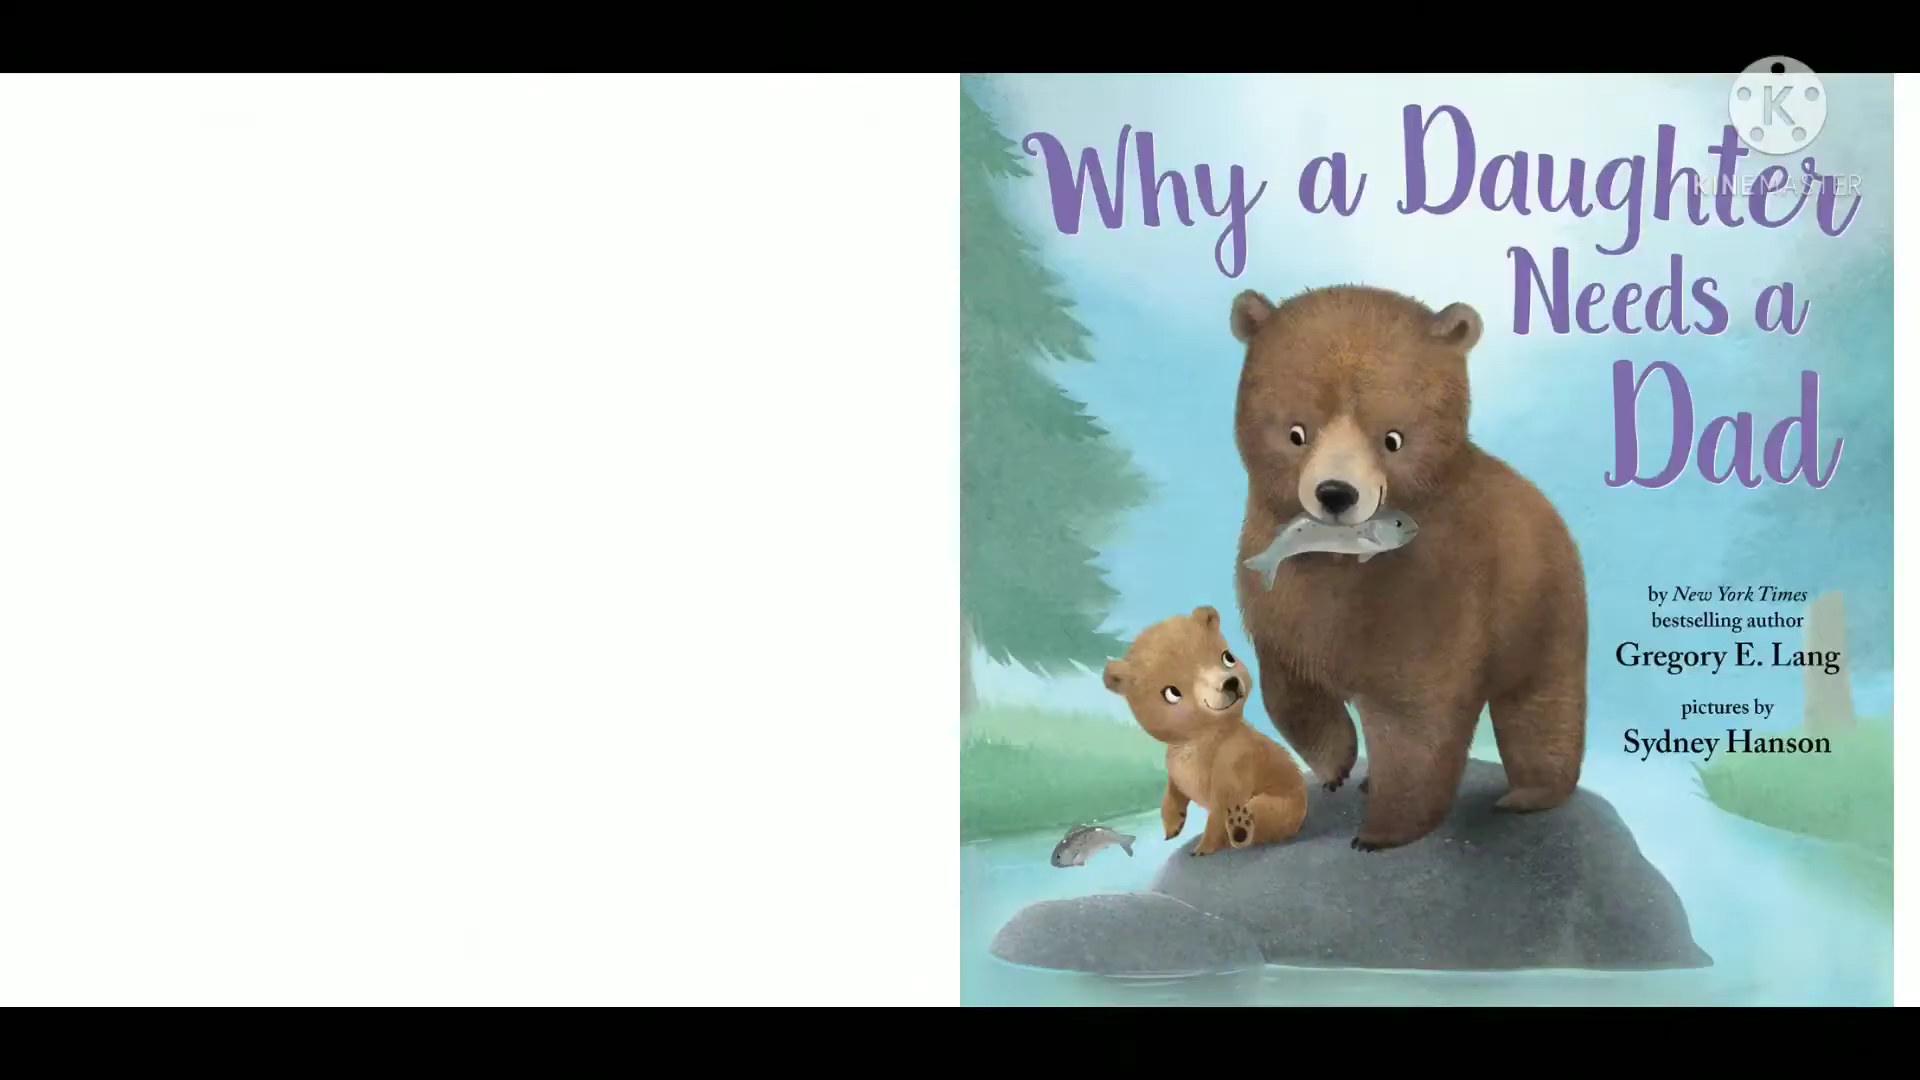 Why a Daughter
Needs a
Dad
K
KINEMASTER
by New York Times
bestselling author
Gregory E. Lang
pictures by
Sydney Hanson